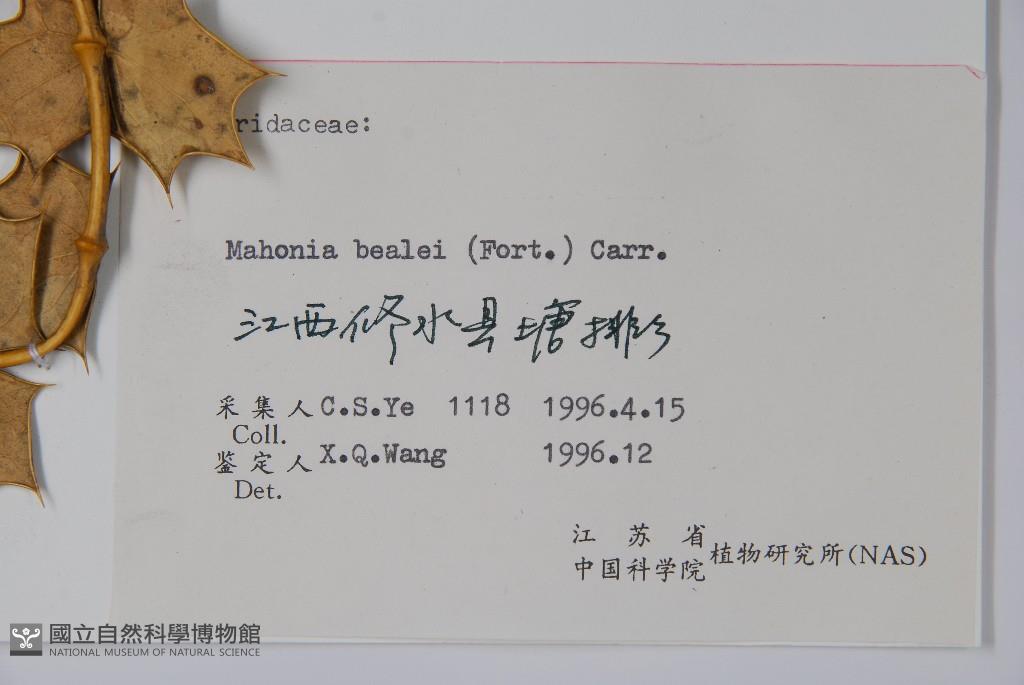 ridaceae:
Mahonia bealei (Fort.) Carr.
江西修水县塘排
采集人 C.S.Ye 1118 1996.4.15
Coll.
鉴定人 X.Q.Wang 1996.12
Det.
江苏省
中国科学院 植物研究所(NAS)
國立自然科學博物館
NATIONAL MUSEUM OF NATURAL SCIENCE